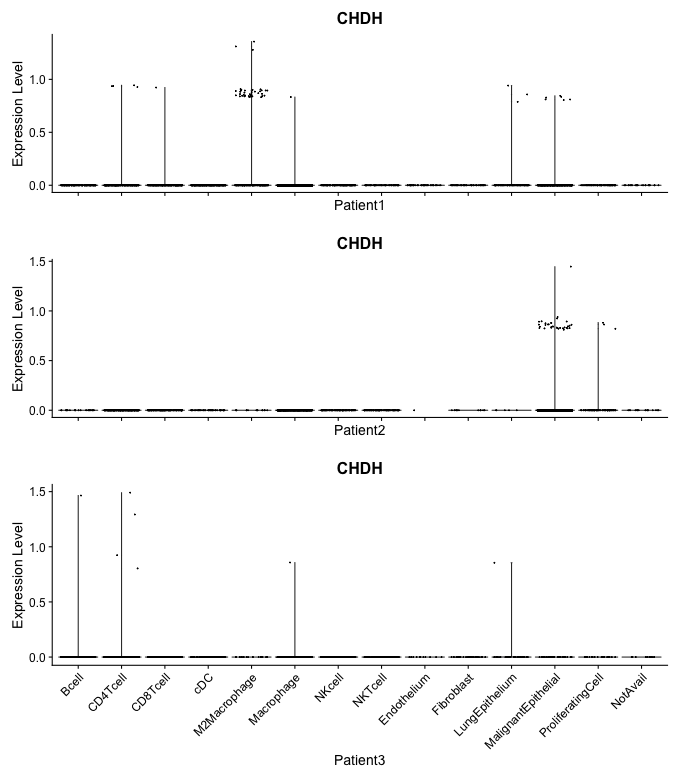 CHDH
Expression Level
1.0
0.5
0.0
Patient1
CHDH
Expression Level
1.5
1.0
0.5
0.0
Patient2
CHDH
Expression Level
1.5
1.0
0.5
0.0
Bcell
CD4Tcell
CD8Tcell
cDC
M2Macrophage
Macrophage
NKcell
NKTcell
Endothelium
Fibroblast
LungEpithelium
MalignantEpithelial
ProliferatingCell
NotAvail
Patient3